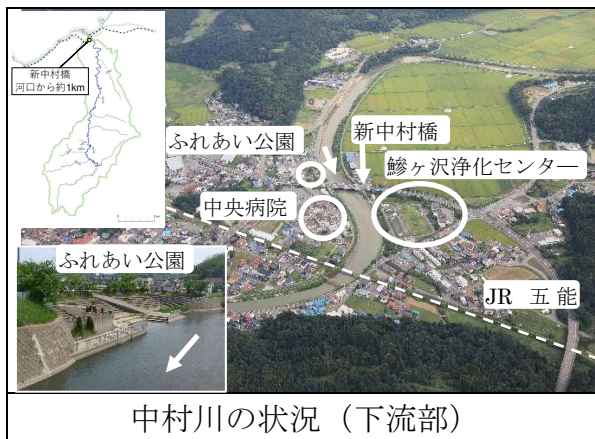 新中村橋
河口から約1km
ふれあい公園
新中村橋
鰺ヶ沢浄化センター
中央病院
ふれあい公園
JR 五 能
中村川の状況（下流部）